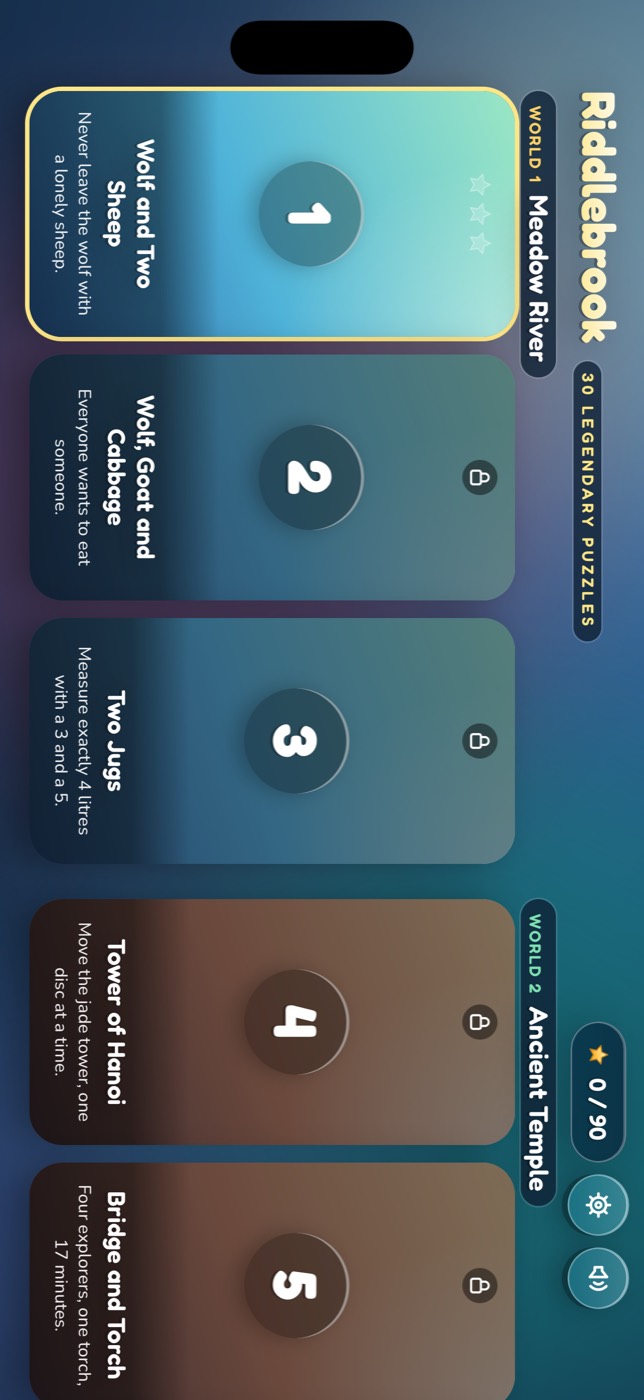 Riddlebrook
30 LEGENDARY PUZZLES
0 / 90
WORLD 1 Meadow River
1
Wolf and Two
Sheep
Never leave the wolf with
a lonely sheep.
2
Wolf, Goat and
Cabbage
Everyone wants to eat
someone.
3
Two Jugs
Measure exactly 4 litres
with a 3 and a 5.
WORLD 2 Ancient Temple
4
Tower of Hanoi
Move the jade tower, one
disc at a time.
5
Bridge and Torch
Four explorers, one torch,
17 minutes.